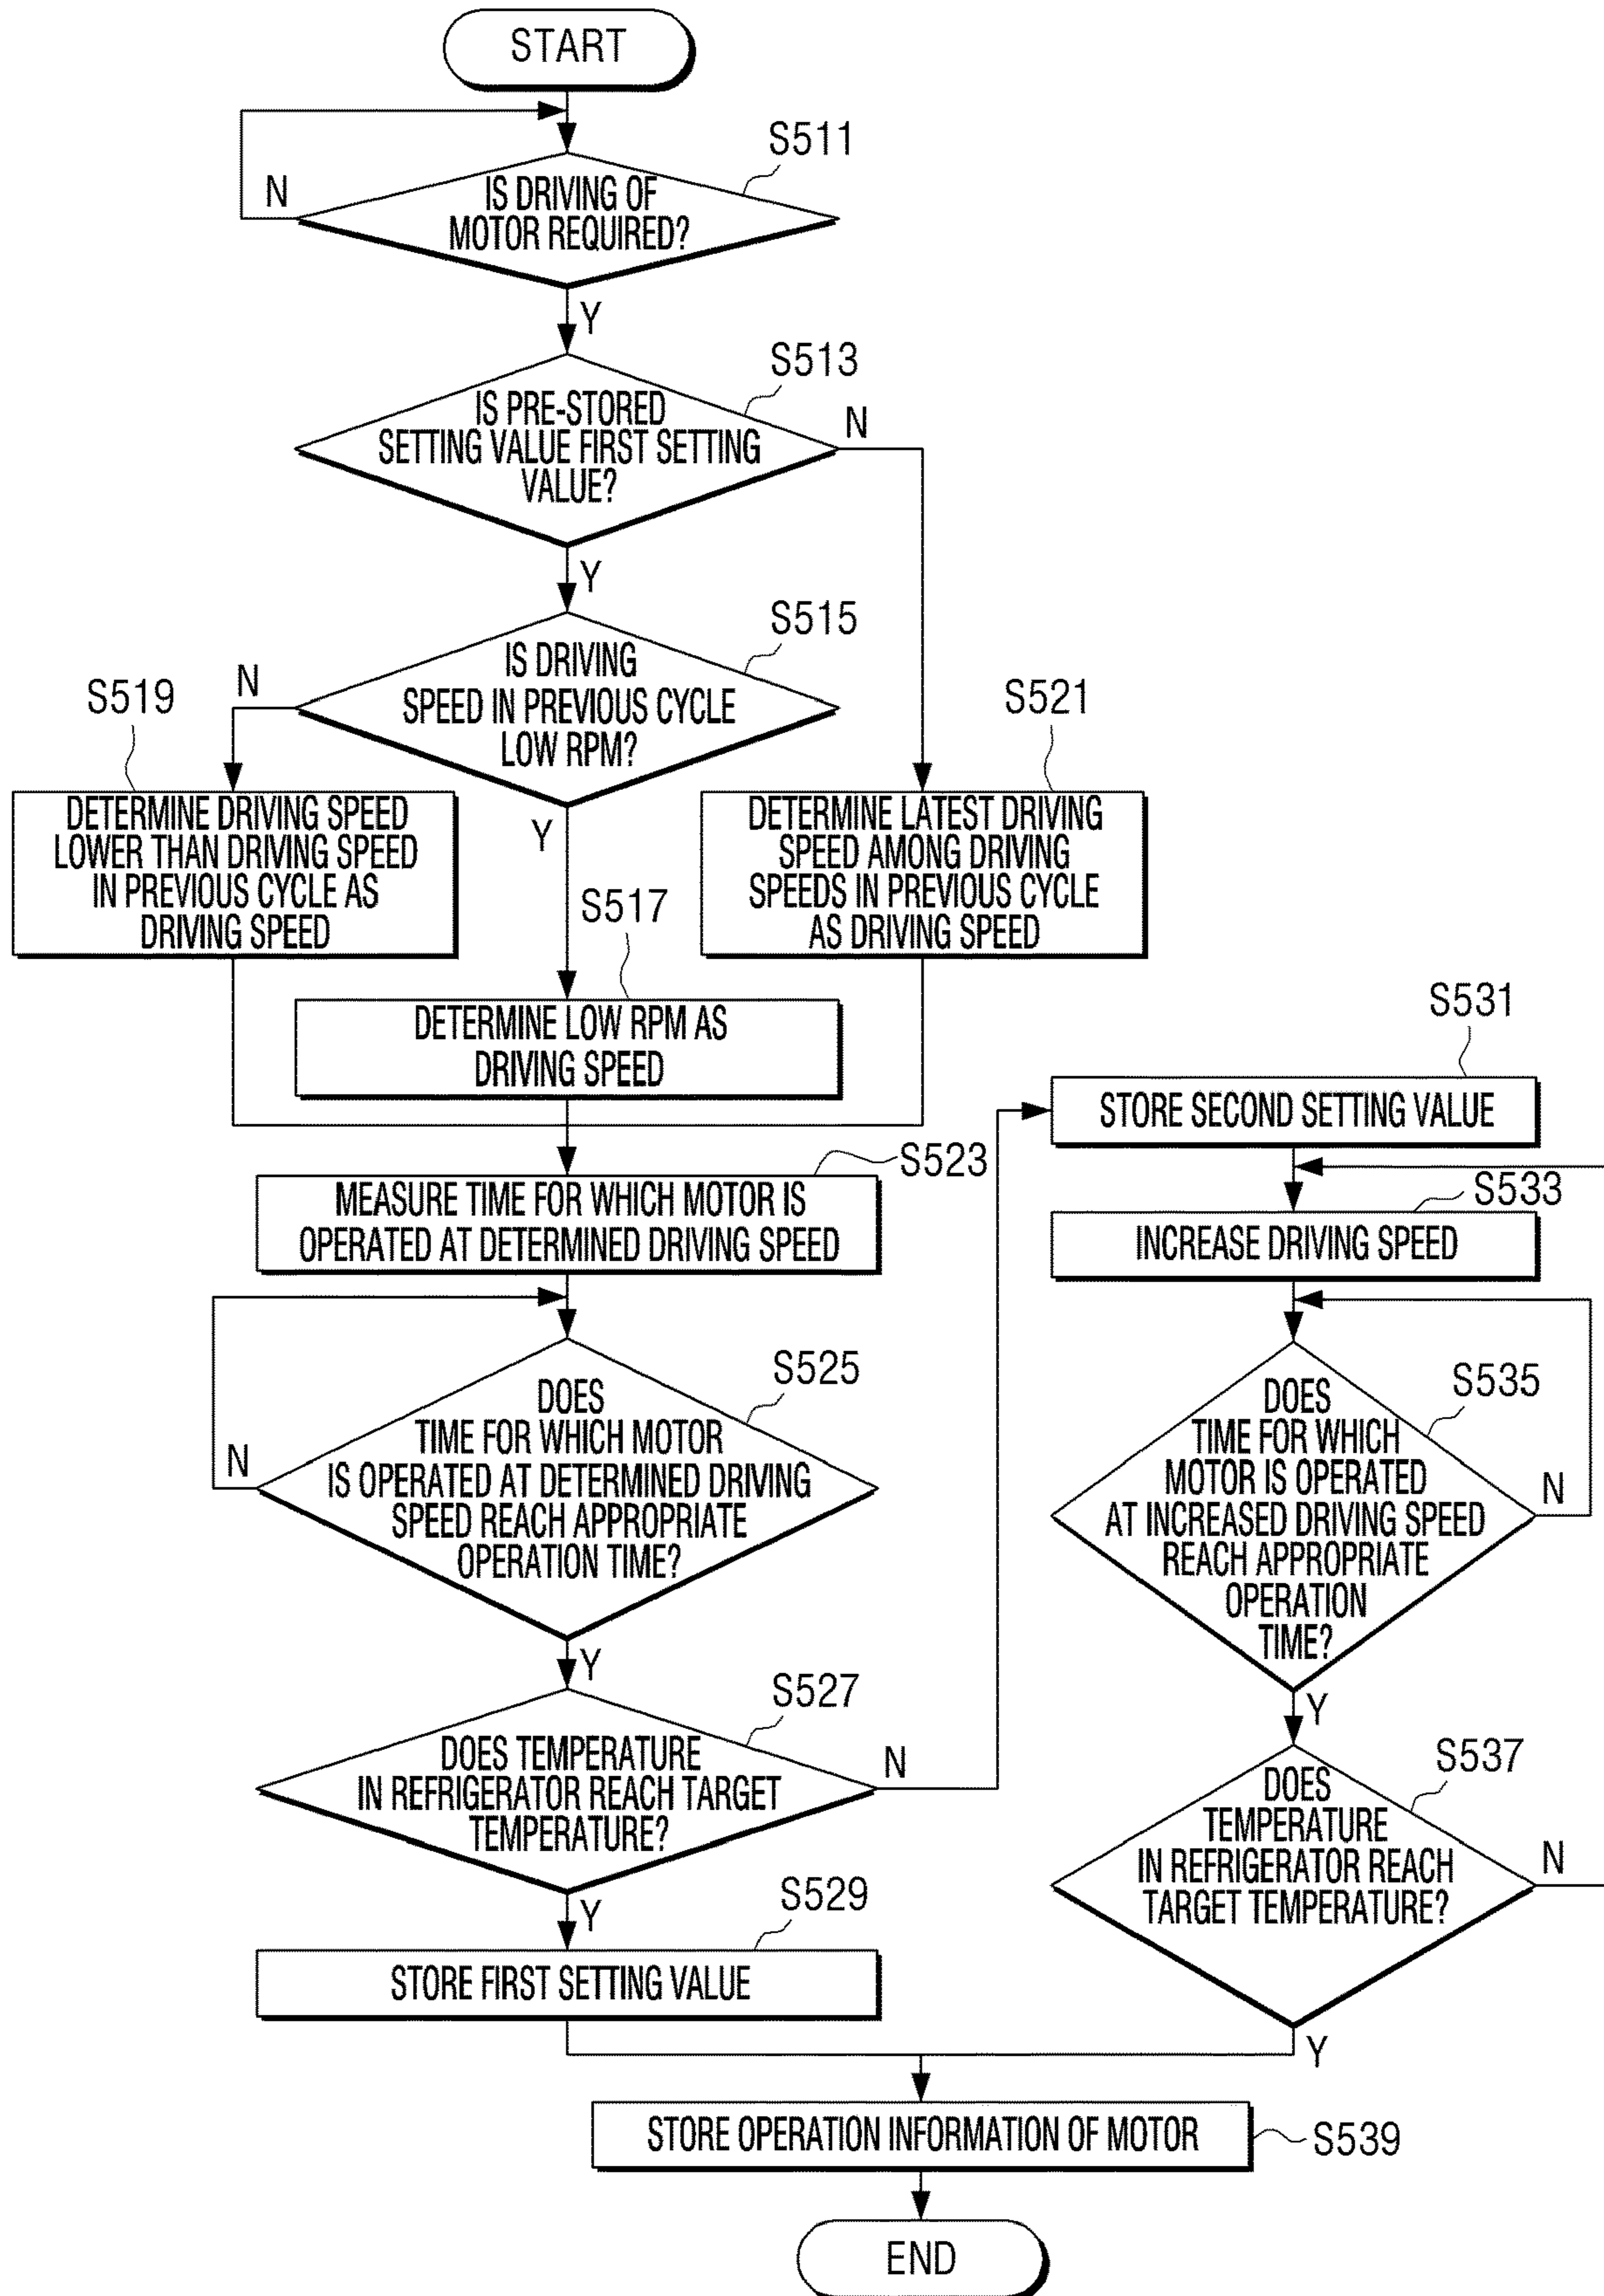 START
S511
N
IS DRIVING OF
MOTOR REQUIRED?
Y
S513
IS PRE-STORED
SETTING VALUE FIRST SETTING
VALUE?
N
Y
S515
IS DRIVING
SPEED IN PREVIOUS CYCLE
LOW RPM?
N
Y
S519
DETERMINE DRIVING SPEED
LOWER THAN DRIVING SPEED
IN PREVIOUS CYCLE AS
DRIVING SPEED
S521
DETERMINE LATEST DRIVING
SPEED AMONG DRIVING
SPEEDS IN PREVIOUS CYCLE
AS DRIVING SPEED
S517
DETERMINE LOW RPM AS
DRIVING SPEED
S523
MEASURE TIME FOR WHICH MOTOR IS
OPERATED AT DETERMINED DRIVING SPEED
S525
DOES
TIME FOR WHICH MOTOR
IS OPERATED AT DETERMINED DRIVING
SPEED REACH APPROPRIATE
OPERATION TIME?
N
Y
S527
DOES TEMPERATURE
IN REFRIGERATOR REACH TARGET
TEMPERATURE?
N
Y
S529
STORE FIRST SETTING VALUE
S531
STORE SECOND SETTING VALUE
S533
INCREASE DRIVING SPEED
S535
DOES
TIME FOR WHICH
MOTOR IS OPERATED
AT INCREASED DRIVING SPEED
REACH APPROPRIATE
OPERATION
TIME?
N
Y
S537
DOES
TEMPERATURE
IN REFRIGERATOR REACH
TARGET TEMPERATURE?
N
Y
STORE OPERATION INFORMATION OF MOTOR
S539
END